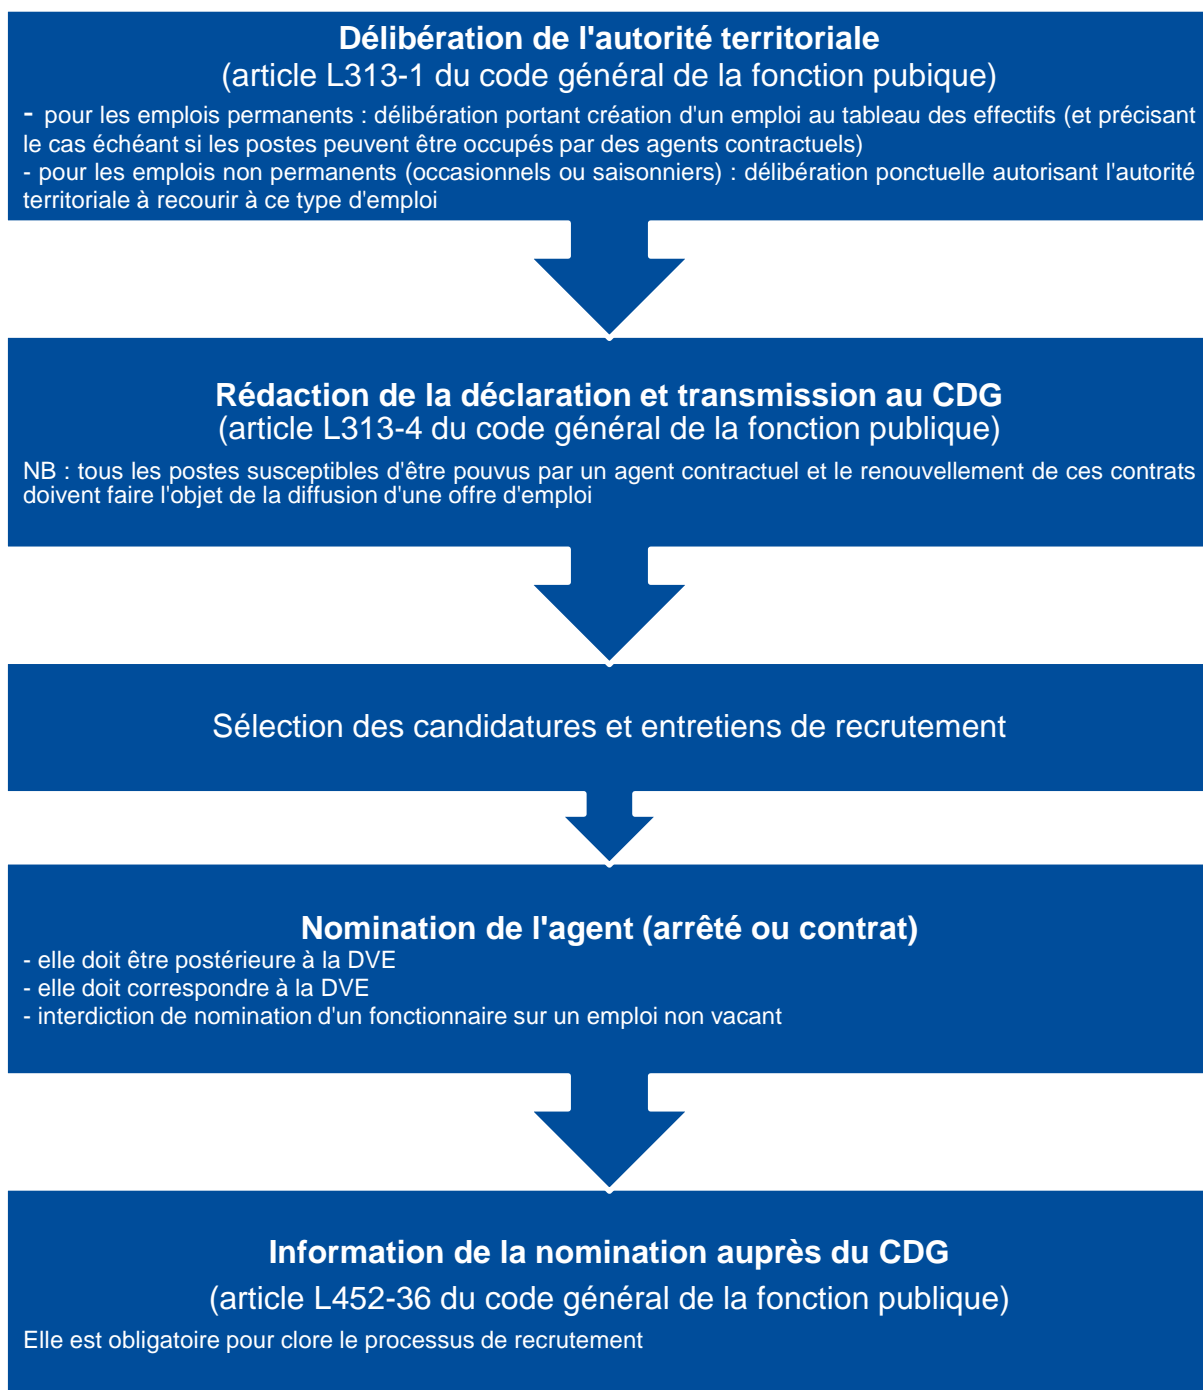 Délibération de l'autorité territoriale
(article L313-1 du code général de la fonction pubique)
- pour les emplois permanents : délibération portant création d'un emploi au tableau des effectifs (et précisant
le cas échéant si les postes peuvent être occupés par des agents contractuels)
- pour les emplois non permanents (occasionnels ou saisonniers) : délibération ponctuelle autorisant l'autorité
territoriale à recourir à ce type d'emploi
Rédaction de la déclaration et transmission au CDG
(article L313-4 du code général de la fonction publique)
NB : tous les postes susceptibles d'être pouvus par un agent contractuel et le renouvellement de ces contrats
doivent faire l'objet de la diffusion d'une offre d'emploi
Sélection des candidatures et entretiens de recrutement
Nomination de l'agent (arrêté ou contrat)
- elle doit être postérieure à la DVE
- elle doit correspondre à la DVE
- interdiction de nomination d'un fonctionnaire sur un emploi non vacant
Information de la nomination auprès du CDG
(article L452-36 du code général de la fonction publique)
Elle est obligatoire pour clore le processus de recrutement